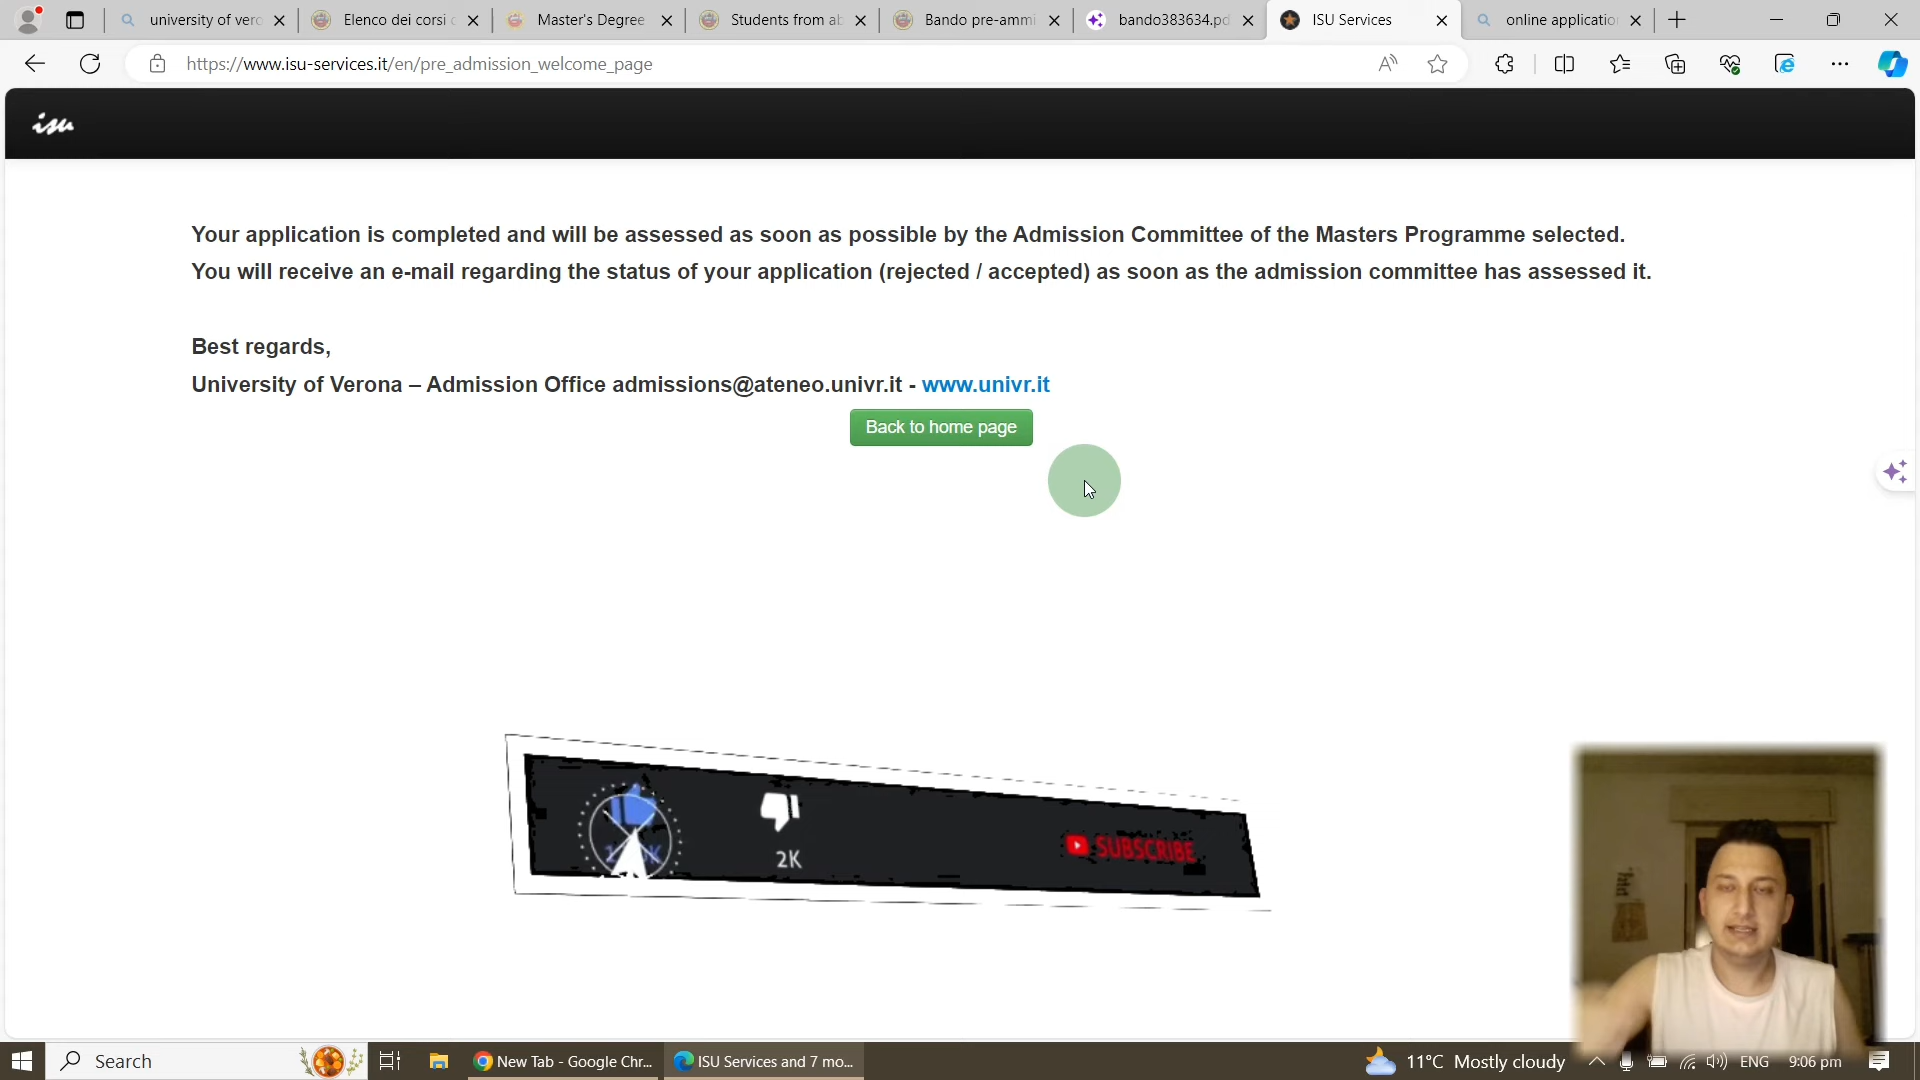 university of vero
Elenco dei corsi
Master's Degree
Students from ab
Bando pre-ammi
bando383634.pd
ISU Services
online applicatio
https://www.isu-services.it/en/pre_admission_welcome_page
isu
Your application is completed and will be assessed as soon as possible by the Admission Committee of the Masters Programme selected.
You will receive an e-mail regarding the status of your application (rejected / accepted) as soon as the admission committee has assessed it.
Best regards,
University of Verona – Admission Office admissions@ateneo.univr.it - www.univr.it
Back to home page
2K
SUBSCRIBE
Search
New Tab - Google Chr...
ISU Services and 7 mo...
11°C Mostly cloudy
ENG
9:06 pm